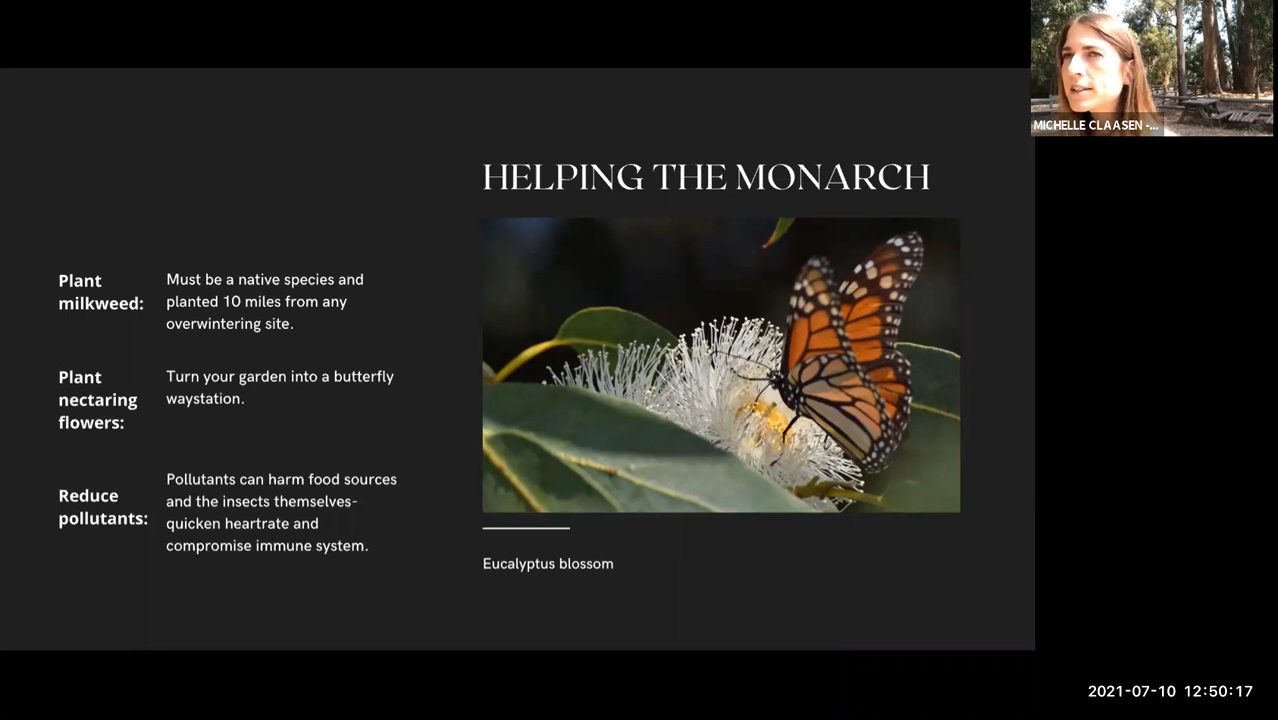 MICHELLE CLAASEN -...
HELPING THE MONARCH
Plant
milkweed:
Must be a native species and
planted 10 miles from any
overwintering site.
Plant
nectaring
flowers:
Turn your garden into a butterfly
waystation.
Reduce
pollutants:
Pollutants can harm food sources
and the insects themselves-
quicken heartrate and
compromise immune system.
Eucalyptus blossom
2021-07-10 12:50:17